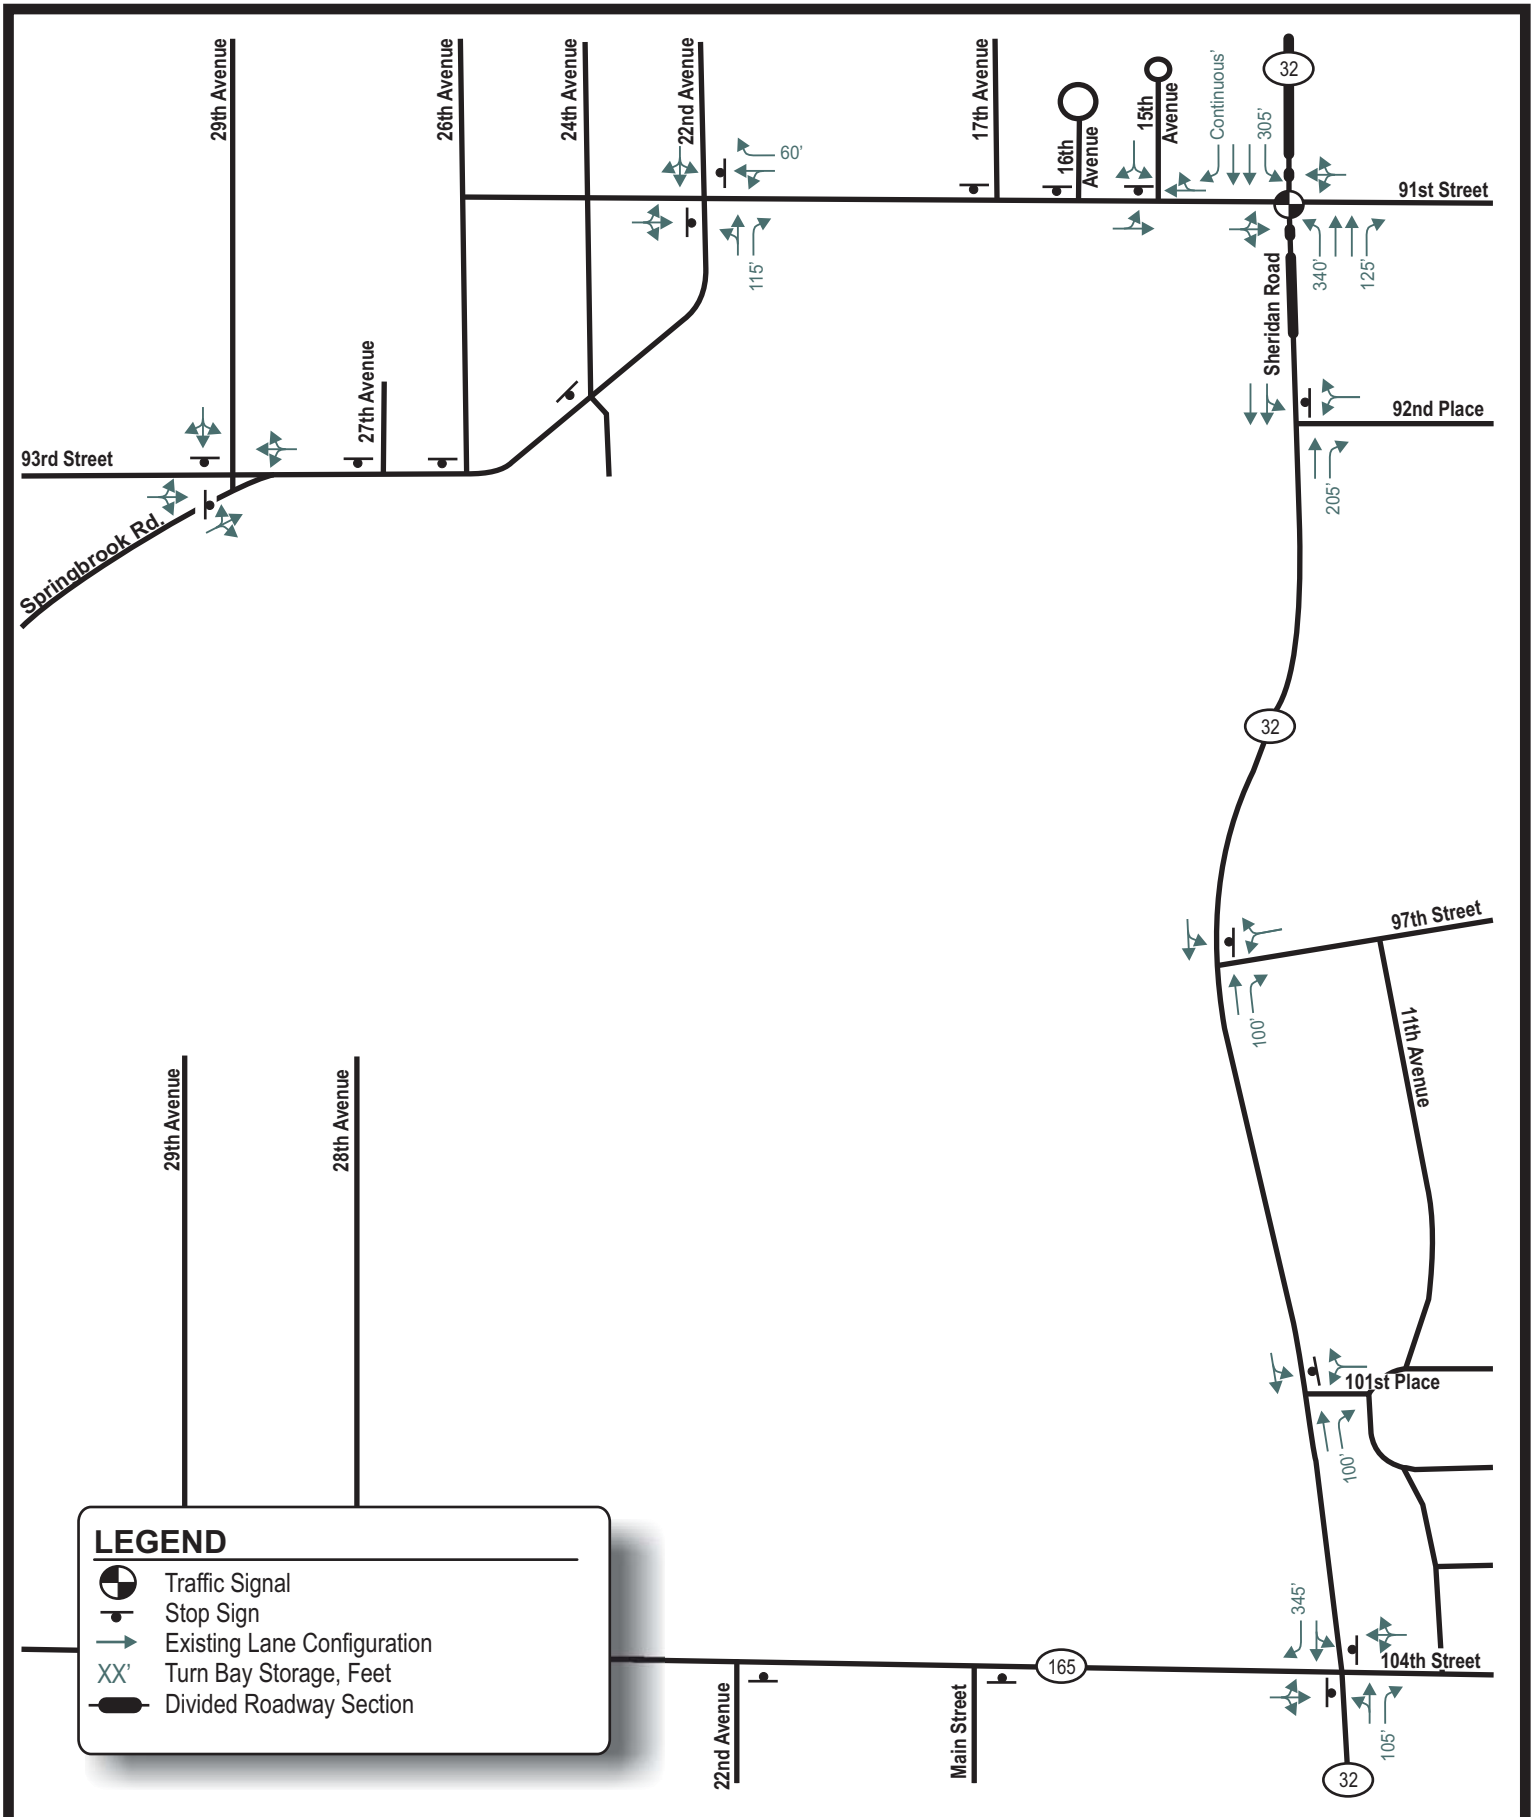 29th Avenue
26th Avenue
24th Avenue
22nd Avenue
17th Avenue
16th
Avenue
15th
Avenue
Continuous'
305'
32
60'
91st Street
115'
340'
125'
Sheridan Road
27th Avenue
92nd Place
93rd Street
205'
Springbrook Rd.
32
97th Street
100'
11th Avenue
29th Avenue
28th Avenue
101st Place
100'
LEGEND
Traffic Signal
Stop Sign
Existing Lane Configuration
XX' Turn Bay Storage, Feet
Divided Roadway Section
345'
165
104th Street
22nd Avenue
Main Street
105'
32